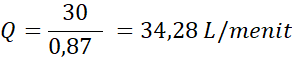 Q = 30 / 0,87 = 34,28 L/menit